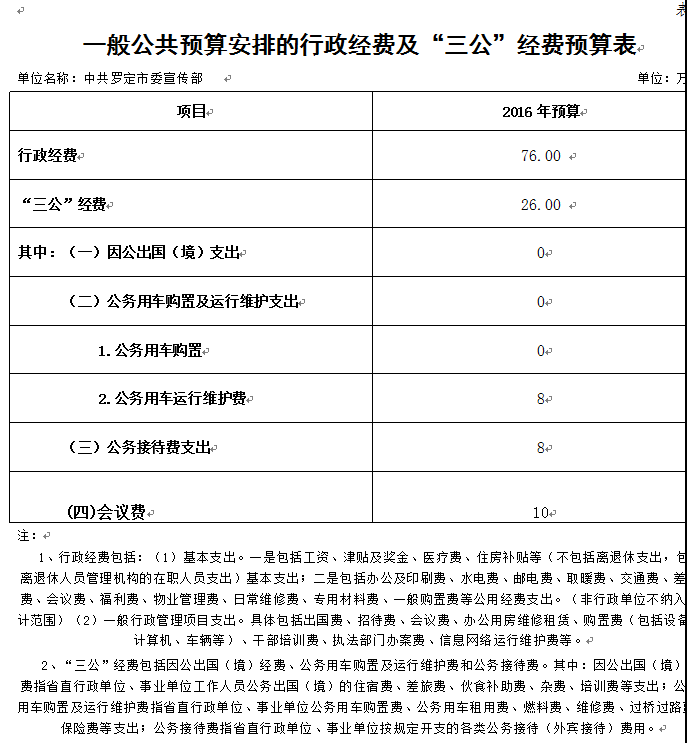 表
一般公共预算安排的行政经费及“三公”经费预算表
单位名称：中共罗定市委宣传部 单位：万
项目 2016 年预算
行政经费 76.00
“三公”经费 26.00
其中：（一）因公出国（境）支出 0
（二）公务用车购置及运行维护支出 0
1.公务用车购置 0
2.公务用车运行维护费 8
（三）公务接待费支出 8
(四)会议费 10
注：
1、行政经费包括：（1）基本支出。一是包括工资、津贴及奖金、医疗费、住房补贴等（不包括离退休支出，包
离退休人员管理机构的在职人员支出）基本支出；二是包括办公及印刷费、水电费、邮电费、取暖费、交通费、差
费、会议费、福利费、物业管理费、日常维修费、专用材料费、一般购置费等公用经费支出。（非行政单位不纳入
计范围）（2）一般行政管理项目支出。具体包括出国费、招待费、会议费、办公用房维修租赁、购置费（包括设备
计算机、车辆等）、干部培训费、执法部门办案费、信息网络运行维护费等。
2、“三公”经费包括因公出国（境）经费、公务用车购置及运行维护费和公务接待费。其中：因公出国（境）
费指省直行政单位、事业单位工作人员公务出国（境）的住宿费、差旅费、伙食补助费、杂费、培训费等支出；公
用车购置及运行维护费指省直行政单位、事业单位公务用车购置费、公务用车租用费、燃料费、维修费、过桥过路
保险费等支出；公务接待费指省直行政单位、事业单位按规定开支的各类公务接待（外宾接待）费用。